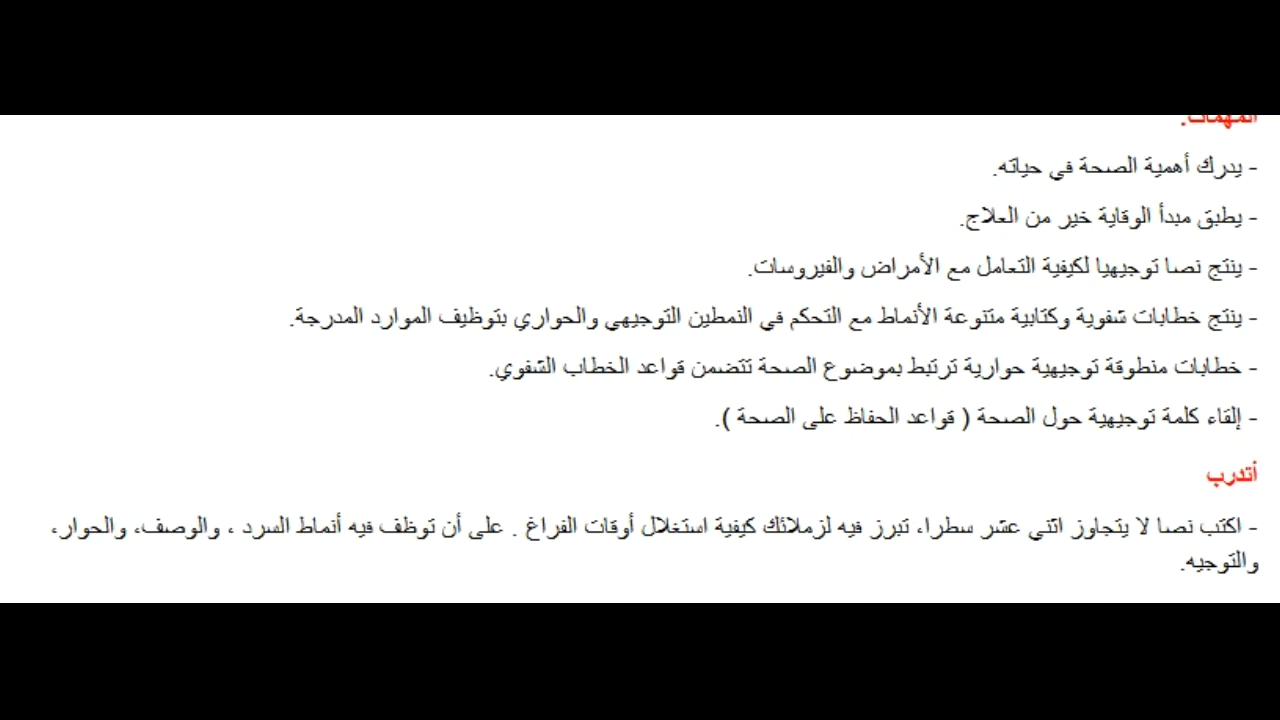 المهمات.
- يدرك أهمية الصحة في حياته.
- يطبق مبدأ الوقاية خير من العلاج.
- ينتج نصا توجيهيا لكيفية التعامل مع الأمراض والفيروسات.
- ينتج خطابات شفوية وكتابية متنوعة الأنماط مع التحكم في النمطين التوجيهي والحواري بتوظيف الموارد المدرجة.
- خطابات منطوقة توجيهية حوارية ترتبط بموضوع الصحة تتضمن قواعد الخطاب الشفوي.
- إلقاء كلمة توجيهية حول الصحة ( قواعد الحفاظ على الصحة ).
أتدرب
- اكتب نصا لا يتجاوز اثني عشر سطرا، تبرز فيه لزملائك كيفية استغلال أوقات الفراغ . على أن توظف فيه أنماط السرد ، والوصف، والحوار،
والتوجيه.